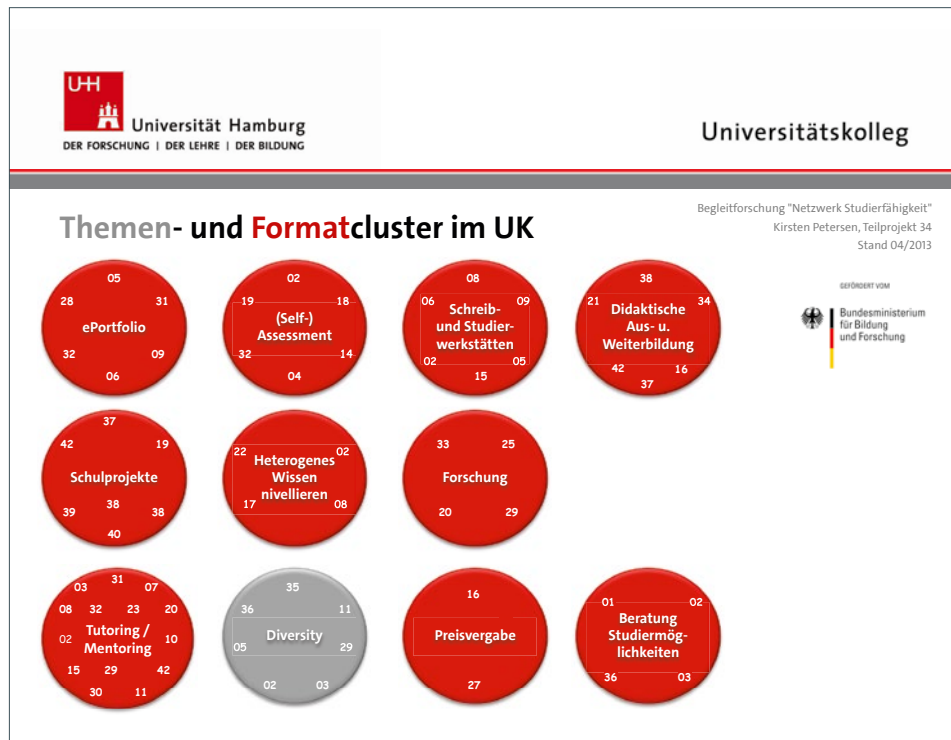 UHH
Universität Hamburg
DER FORSCHUNG | DER LEHRE | DER BILDUNG
Universitätskolleg
Themen- und Formatcluster im UK
Begleitforschung "Netzwerk Studierfähigkeit"
Kirsten Petersen, Teilprojekt 34
Stand 04/2013
GEFÖRDERT VOM
Bundesministerium
für Bildung
und Forschung
05
28 31
ePortfolio
32 09
06
02
19 18
(Self-)
Assessment
32 14
04
08
06 09
Schreib-
und Studier-
werkstätten
02 05
15
38
21 34
Didaktische
Aus- u.
Weiterbildung
42 16
37
37
42 19
Schulprojekte
38
39 38
40
22 02
Heterogenes
Wissen
nivellieren
17 08
33 25
Forschung
20 29
31
03 07
08 32 23 20
Tutoring /
02 10
Mentoring
15 29 42
30 11
35
36 11
Diversity
05 29
02 03
16
Preisvergabe
27
01 02
Beratung
Studiermög-
lichkeiten
36 03